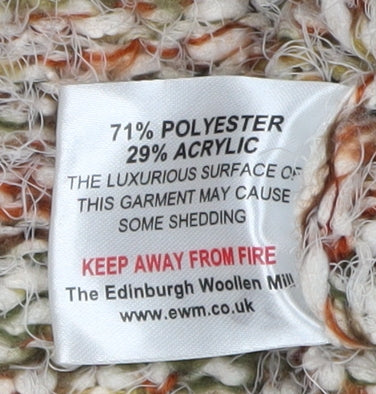 71% POLYESTER
29% ACRYLIC
THE LUXURIOUS SURFACE OF
THIS GARMENT MAY CAUSE
SOME SHEDDING
KEEP AWAY FROM FIRE
The Edinburgh Woollen Mill
www.ewm.co.uk